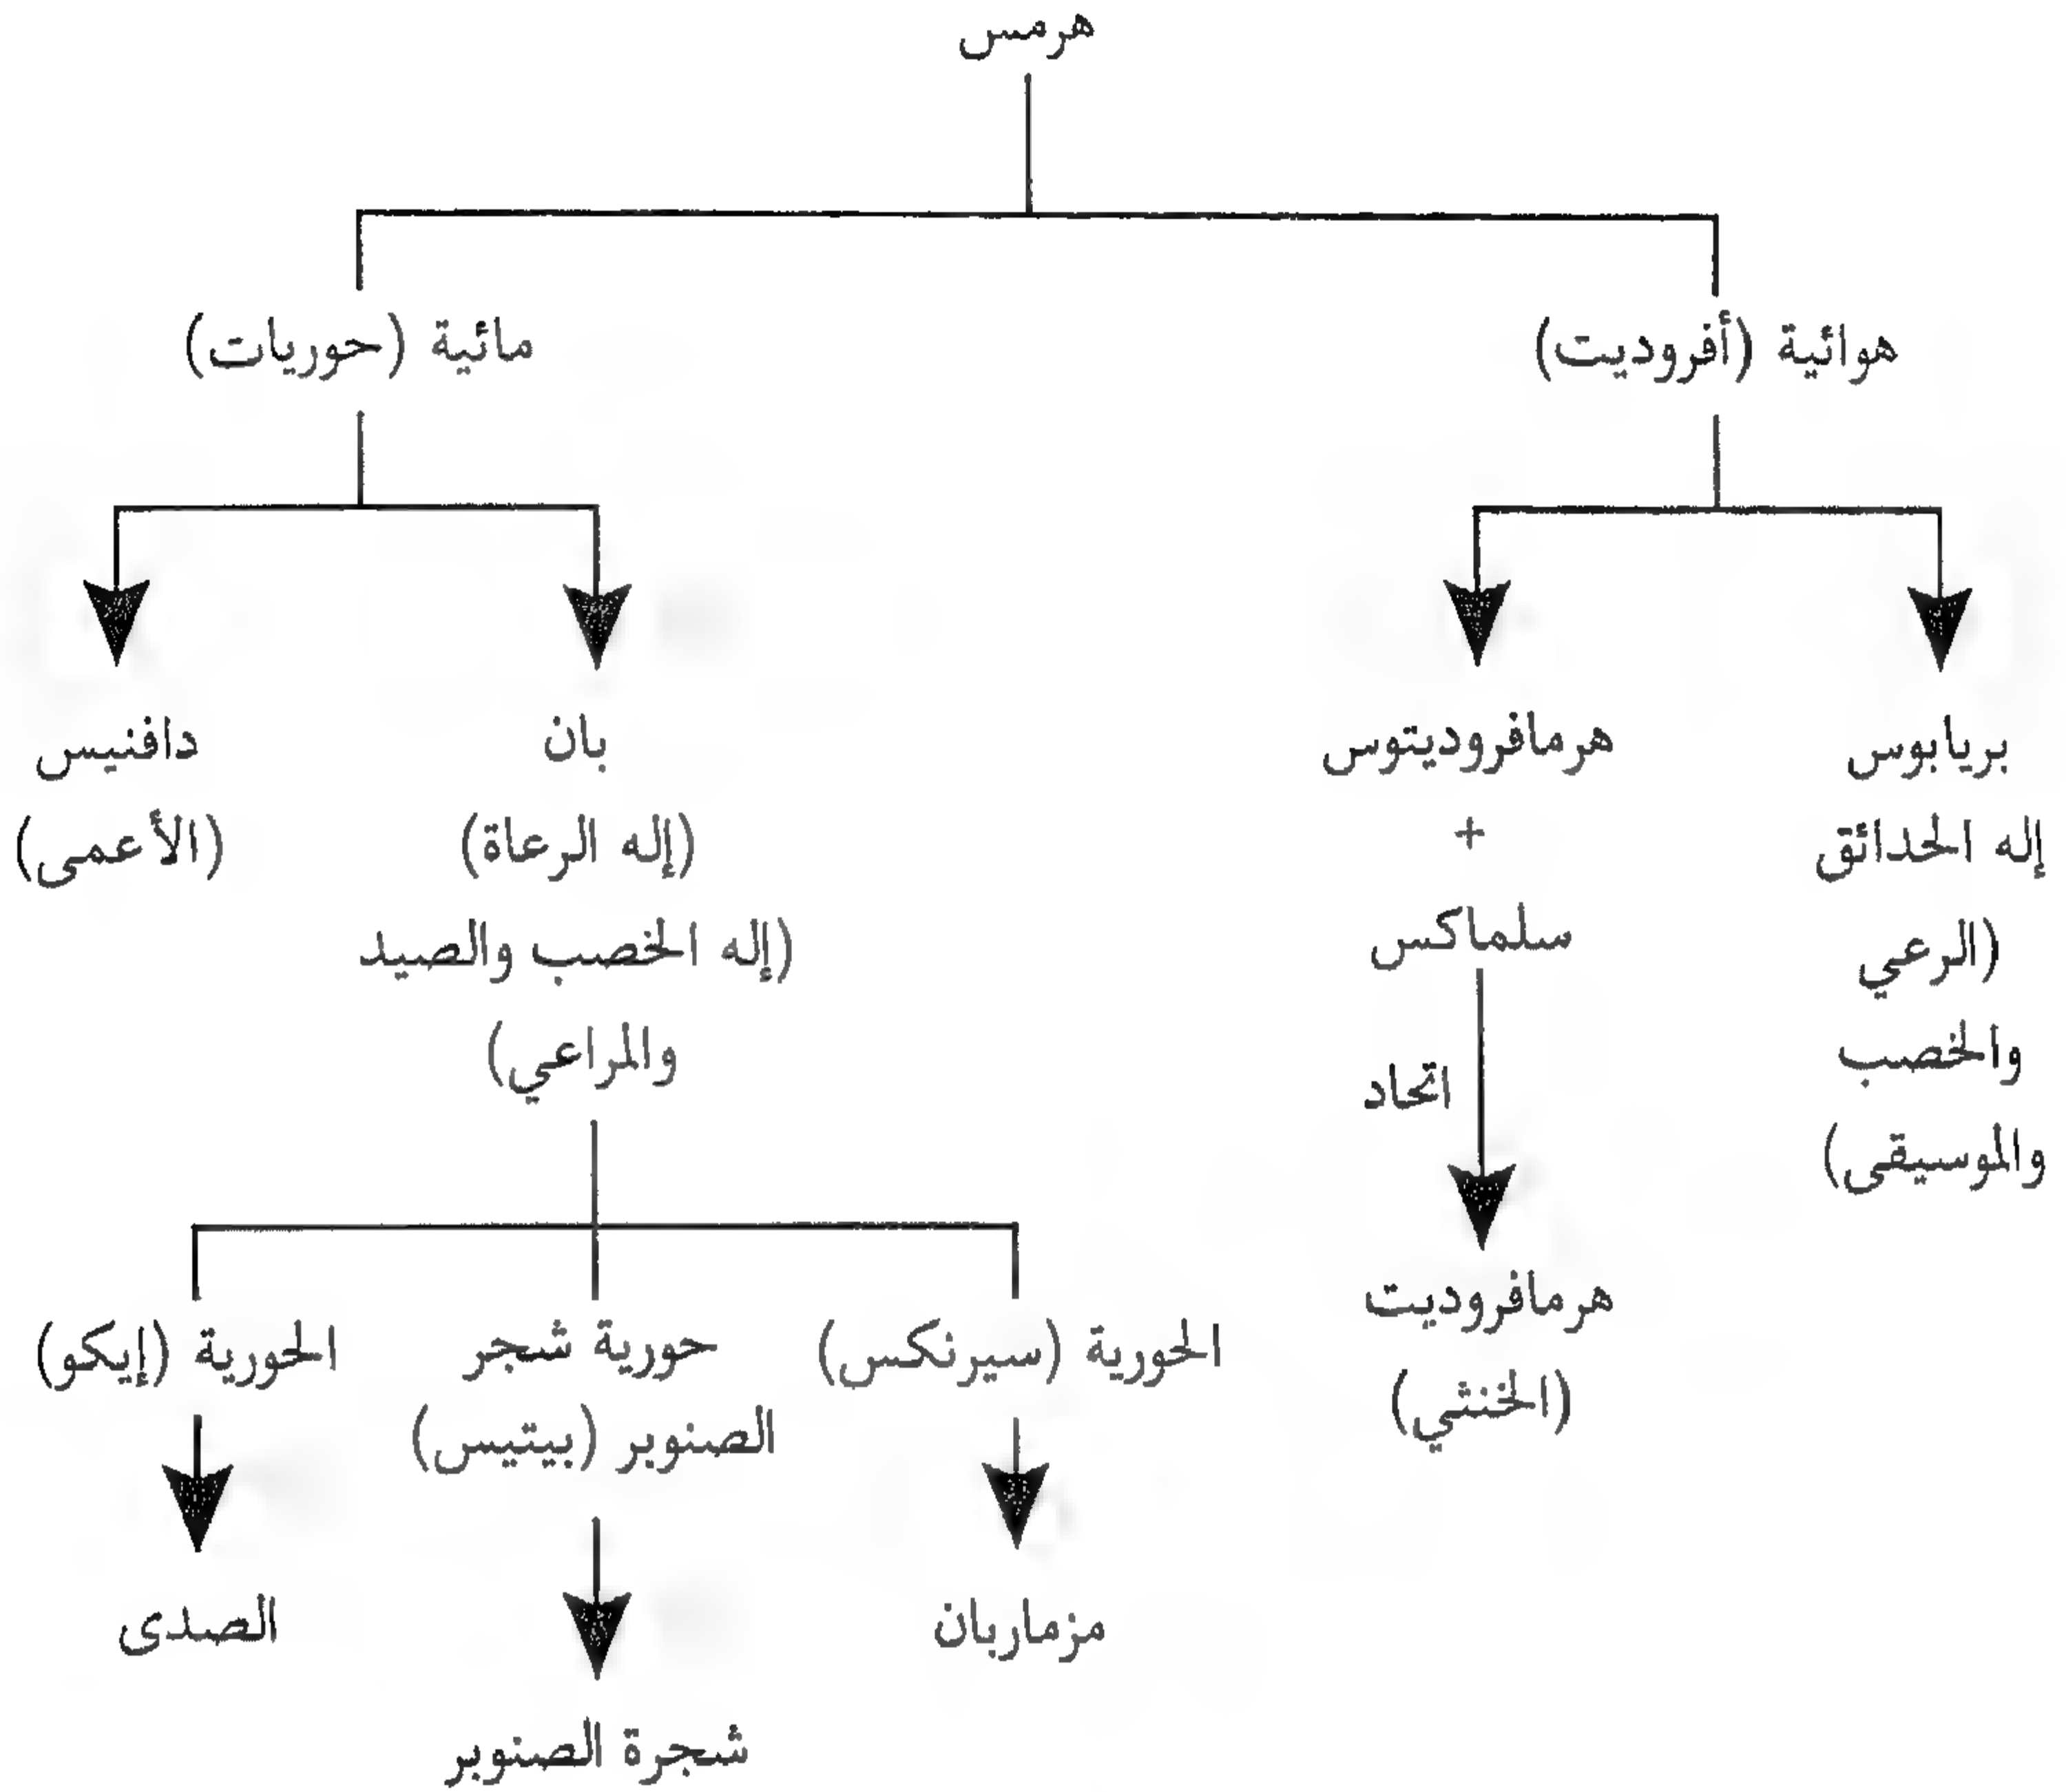 هرمس
هوائية (أفروديت)
مائية (حوريات)
بريابوس
إله الحدائق
(الرعي
والخصب
والموسيقى)
هرمافروديتوس
+
سلماكس
اتحاد
هرمافروديت
(الخنثي)
بان
(إله الرعاة)
(إله الخصب والصيد
والمراعي)
دافنيس
(الأعمى)
الحورية (سيرنكس)
مزماربان
حورية شجر
الصنوبر (بيتيس)
شجرة الصنوبر
الحورية (إيكو)
الصدى